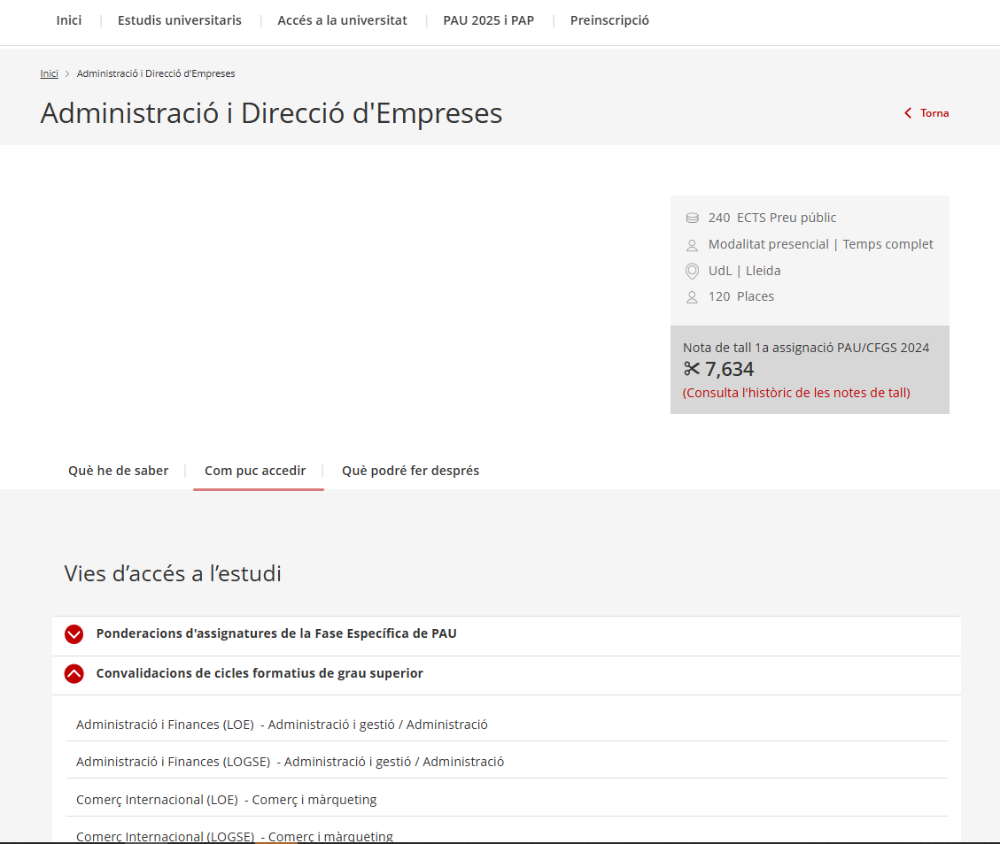 Inici | Estudis universitaris | Accés a la universitat | PAU 2025 i PAP | Preinscripció
Inici > Administració i Direcció d'Empreses
Administració i Direcció d'Empreses
Torna
240 ECTS Preu públic
Modalitat presencial | Temps complet
UdL | Lleida
120 Places
Nota de tall 1a assignació PAU/CFGS 2024
7,634
(Consulta l'històric de les notes de tall)
Què he de saber | Com puc accedir | Què podré fer després
Vies d’accés a l’estudi
Ponderacions d'assignatures de la Fase Específica de PAU
Convalidacions de cicles formatius de grau superior
Administració i Finances (LOE) - Administració i gestió / Administració
Administració i Finances (LOGSE) - Administració i gestió / Administració
Comerç Internacional (LOE) - Comerç i màrqueting
Comerç Internacional (LOGSE) - Comerç i màrqueting